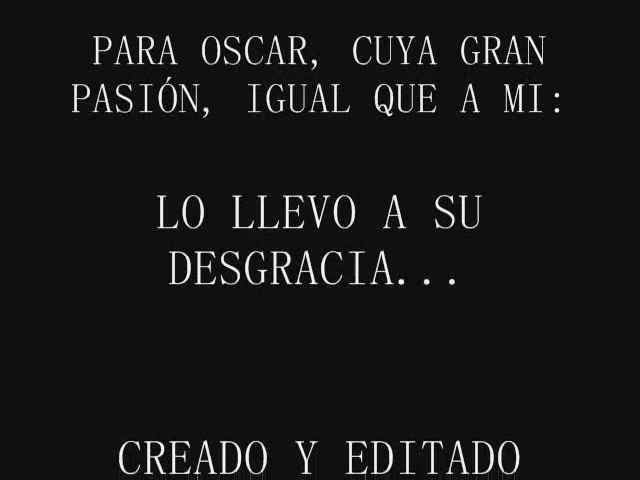 PARA OSCAR, CUYA GRAN
PASIÓN, IGUAL QUE A MI:
LO LLEVO A SU
DESGRACIA...
CREADO Y EDITADO